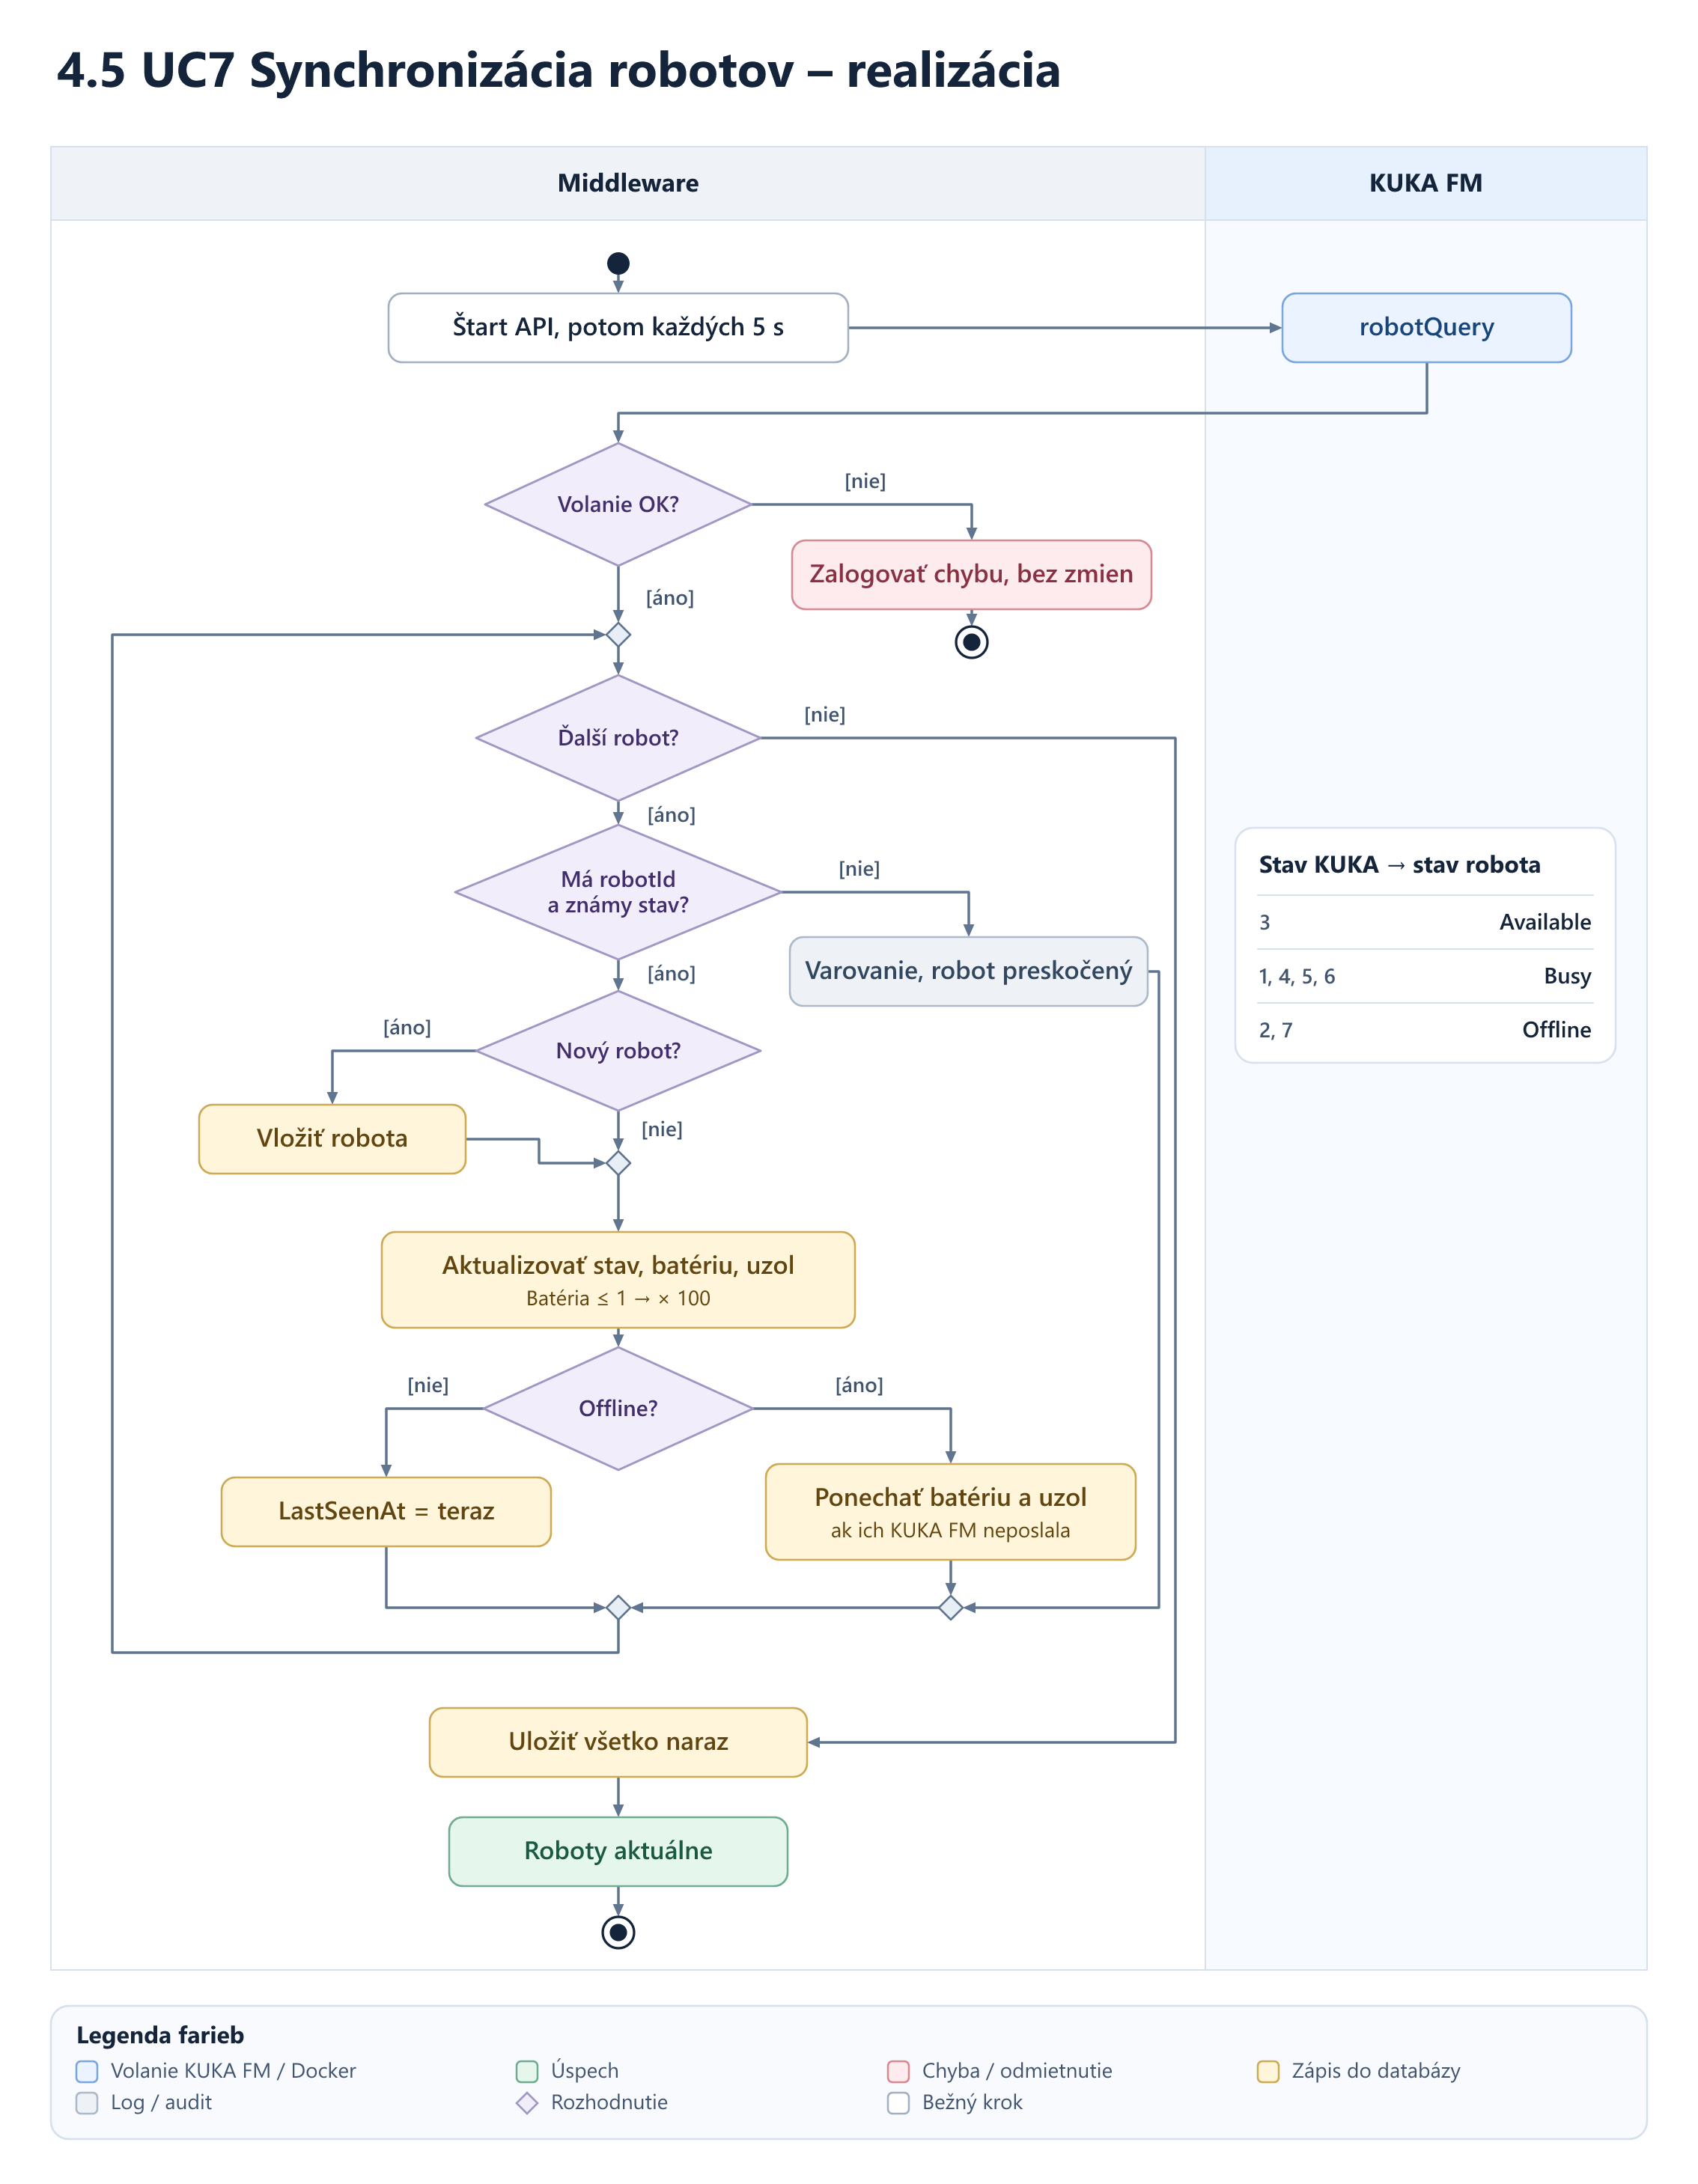 4.5 UC7 Synchronizácia robotov – realizácia
Middleware
KUKA FM
Štart API, potom každých 5 s
robotQuery
Volanie OK?
[nie]
Zalogovať chybu, bez zmien
[áno]
Ďalší robot?
[nie]
[áno]
Má robotId
a známy stav?
[nie]
Varovanie, robot preskočený
[áno]
Stav KUKA → stav robota
3 Available
1, 4, 5, 6 Busy
2, 7 Offline
Nový robot?
[áno]
Vložiť robota
[nie]
Aktualizovať stav, batériu, uzol
Batéria ≤ 1 → × 100
Offline?
[nie]
[áno]
LastSeenAt = teraz
Ponechať batériu a uzol
ak ich KUKA FM neposlala
Uložiť všetko naraz
Roboty aktuálne
Legenda farieb
Volanie KUKA FM / Docker
Úspech
Chyba / odmietnutie
Zápis do databázy
Log / audit
Rozhodnutie
Bežný krok